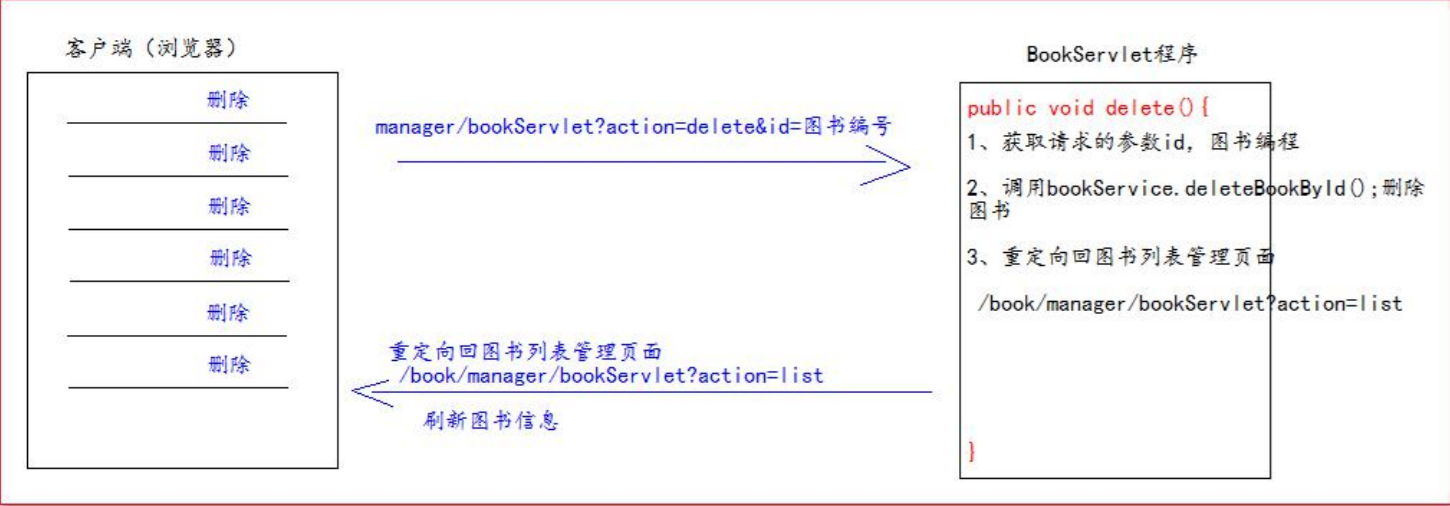 客户端（浏览器）
删除
删除
删除
删除
删除
删除
manager/bookServlet?action=delete&id=图书编号
重定向回图书列表管理页面
/book/manager/bookServlet?action=list
刷新图书信息
BookServlet程序
public void delete(){
1、获取请求的参数id，图书编程
2、调用bookService.deleteBookById();删除
图书
3、重定向回图书列表管理页面
/book/manager/bookServlet?action=list
}